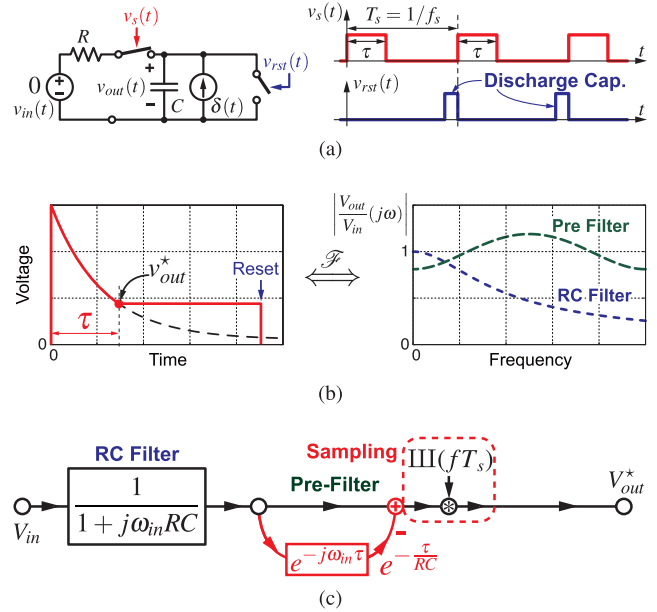 v_s(t)
R
0
v_in(t)
+
v_out(t)
−
C
δ(t)
v_rst(t)
v_s(t)
T_s = 1/f_s
τ
τ
t
v_rst(t)
Discharge Cap.
t
(a)
Voltage
v*_out
Reset
τ
0
0
Time
ℱ
⟺
|V_out/V_in (jω)|
Pre Filter
1
RC Filter
0
0
Frequency
(b)
RC Filter
Sampling
Pre-Filter
Ш(fT_s)
V_in
1/(1 + jω_in RC)
V*_out
e^{−jω_in τ}
−
e^{−τ/RC}
(c)